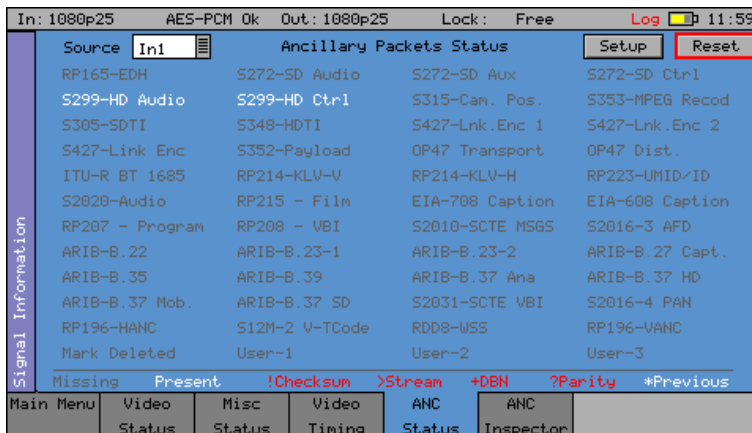 In: 1080p25 AES-PCM Ok Out: 1080p25 Lock: Free Log 11:59
Source In1 Ancillary Packets Status Setup Reset
RP165-EDH S272-SD Audio S272-SD Aux S272-SD Ctrl
S299-HD Audio S299-HD Ctrl S315-Cam. Pos. S353-MPEG Recod
S305-SDTI S348-HDTI S427-Lnk.Enc 1 S427-Lnk.Enc 2
S427-Link Enc S352-Payload OP47 Transport OP47 Dist.
ITU-R BT 1685 RP214-KLV-V RP214-KLV-H RP223-UMID/ID
S2020-Audio RP215 - Film EIA-708 Caption EIA-608 Caption
RP207 - Program RP208 - VBI S2010-SCTE MSGS S2016-3 AFD
ARIB-B.22 ARIB-B.23-1 ARIB-B.23-2 ARIB-B.27 Capt.
ARIB-B.35 ARIB-B.39 ARIB-B.37 Ana ARIB-B.37 HD
ARIB-B.37 Mob. ARIB-B.37 SD S2031-SCTE VBI S2016-4 PAN
RP196-HANC S12M-2 V-TCode RDD8-WSS RP196-VANC
Mark Deleted User-1 User-2 User-3
Signal Information
Missing Present !Checksum >Stream +DBN ?Parity *Previous
Main Menu Video Misc Video ANC ANC
Status Status Timing Status Inspector